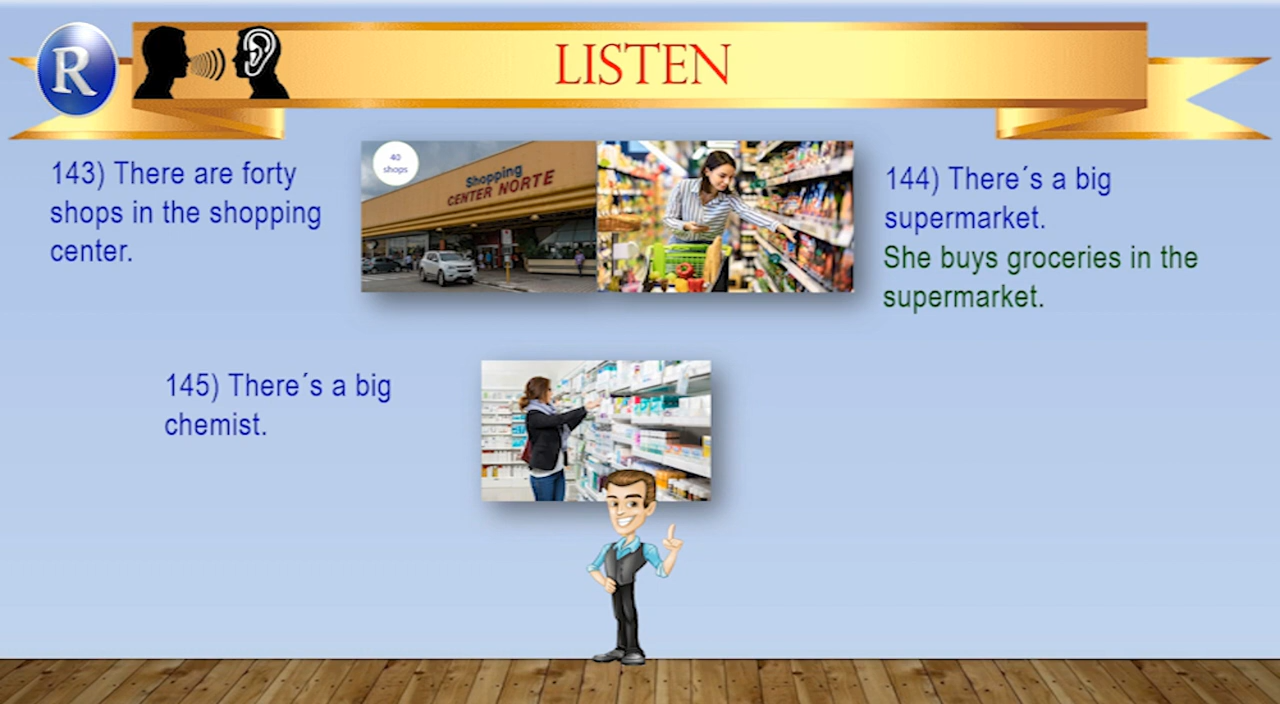 R
LISTEN
143) There are forty
shops in the shopping
center.
40
shops
Shopping
CENTER NORTE
144) There´s a big
supermarket.
She buys groceries in the
supermarket.
145) There´s a big
chemist.